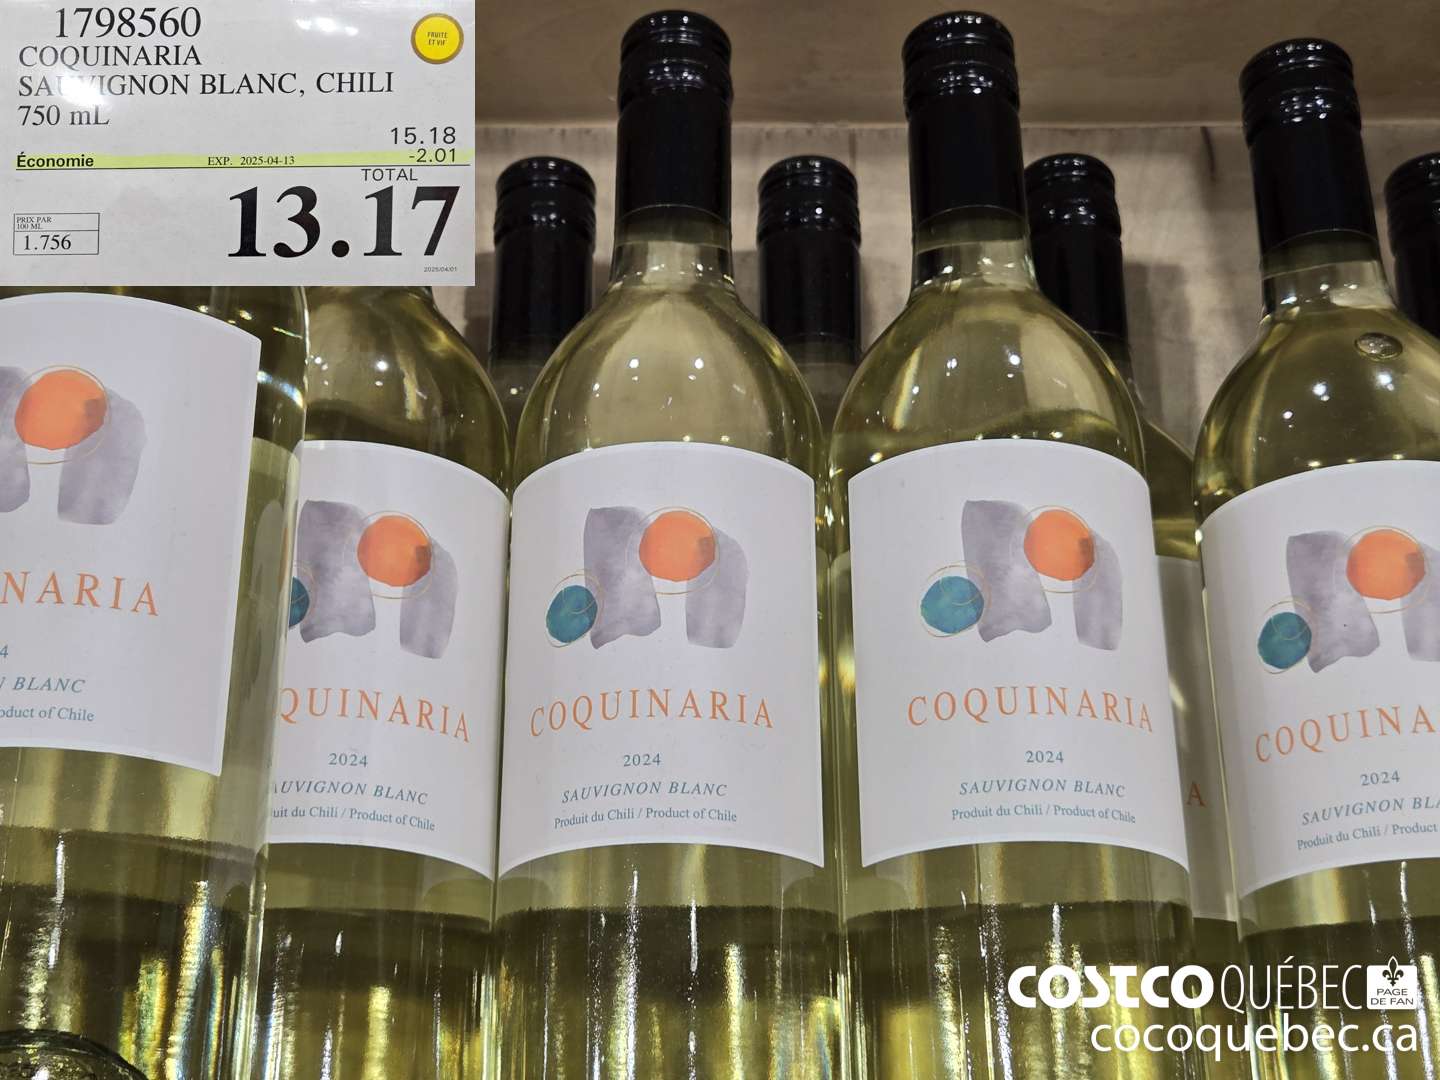 1798560
COQUINARIA
SAUVIGNON BLANC, CHILI
750 mL
FRUITÉ
ET VIF
15.18
Économie EXP. 2025-04-13 -2.01
TOTAL
13.17
PRIX PAR
100 ML
1.756
2025/04/01
NARIA
4
N BLANC
oduct of Chile
QUINARIA
2024
AUVIGNON BLANC
uit du Chili / Product of Chile
COQUINARIA
2024
SAUVIGNON BLANC
Produit du Chili / Product of Chile
COQUINARIA
2024
SAUVIGNON BLANC
Produit du Chili / Product of Chile
A
COQUINA
2024
SAUVIGNON BLA
Produit du Chili / Product
COSTCO QUÉBEC PAGE
DE FAN
cocoquebec.ca